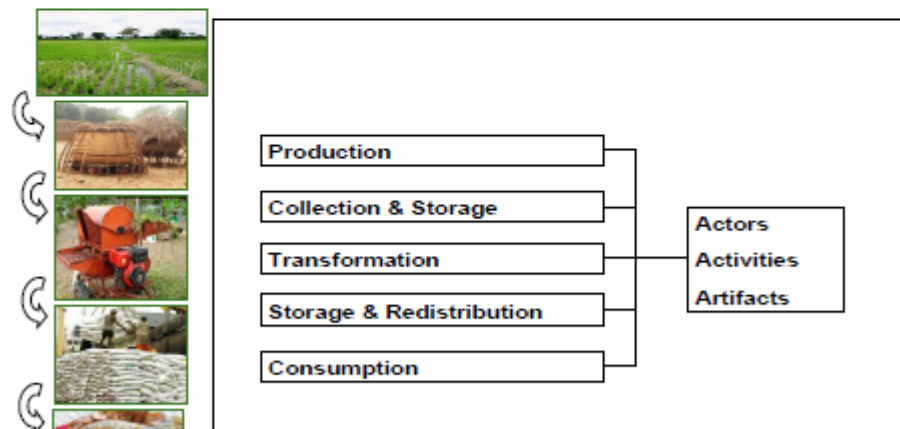 Production
Collection & Storage
Transformation
Storage & Redistribution
Consumption
Actors
Activities
Artifacts